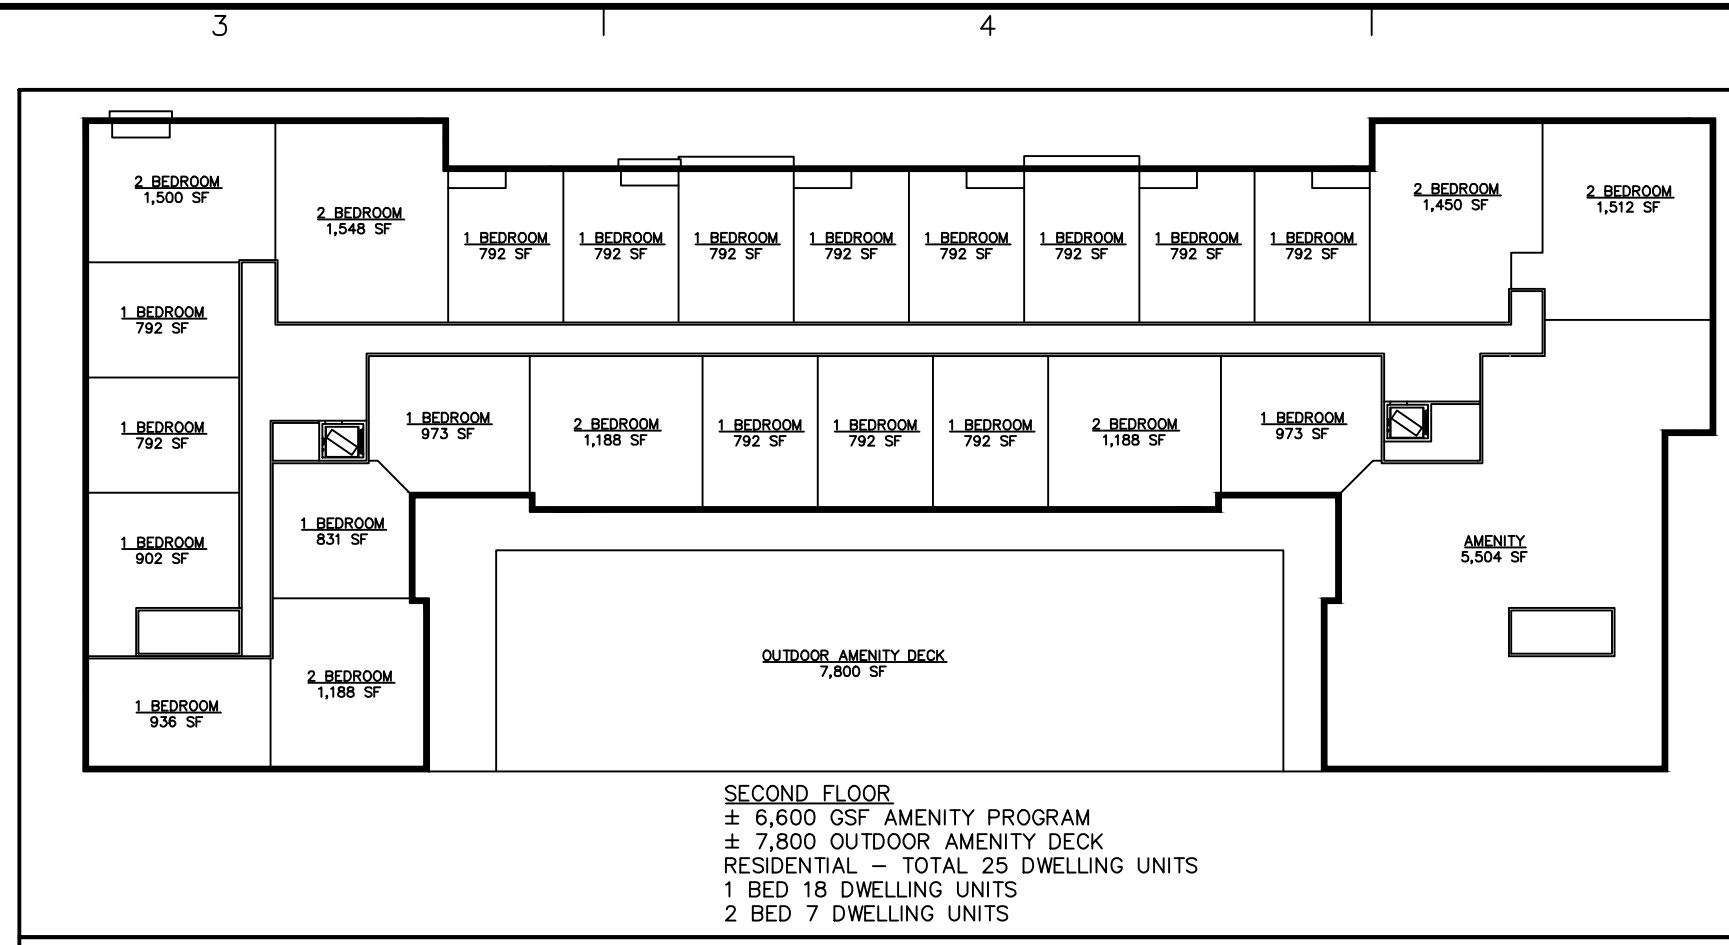 3
4
2 BEDROOM
1,500 SF
2 BEDROOM
1,548 SF
1 BEDROOM
792 SF
1 BEDROOM
792 SF
1 BEDROOM
792 SF
1 BEDROOM
792 SF
1 BEDROOM
792 SF
1 BEDROOM
792 SF
1 BEDROOM
792 SF
1 BEDROOM
792 SF
2 BEDROOM
1,450 SF
2 BEDROOM
1,512 SF
1 BEDROOM
792 SF
1 BEDROOM
792 SF
1 BEDROOM
902 SF
1 BEDROOM
936 SF
1 BEDROOM
973 SF
2 BEDROOM
1,188 SF
1 BEDROOM
792 SF
1 BEDROOM
792 SF
1 BEDROOM
792 SF
2 BEDROOM
1,188 SF
1 BEDROOM
973 SF
1 BEDROOM
831 SF
2 BEDROOM
1,188 SF
AMENITY
5,504 SF
OUTDOOR AMENITY DECK
7,800 SF
SECOND FLOOR
± 6,600 GSF AMENITY PROGRAM
± 7,800 OUTDOOR AMENITY DECK
RESIDENTIAL – TOTAL 25 DWELLING UNITS
1 BED 18 DWELLING UNITS
2 BED 7 DWELLING UNITS